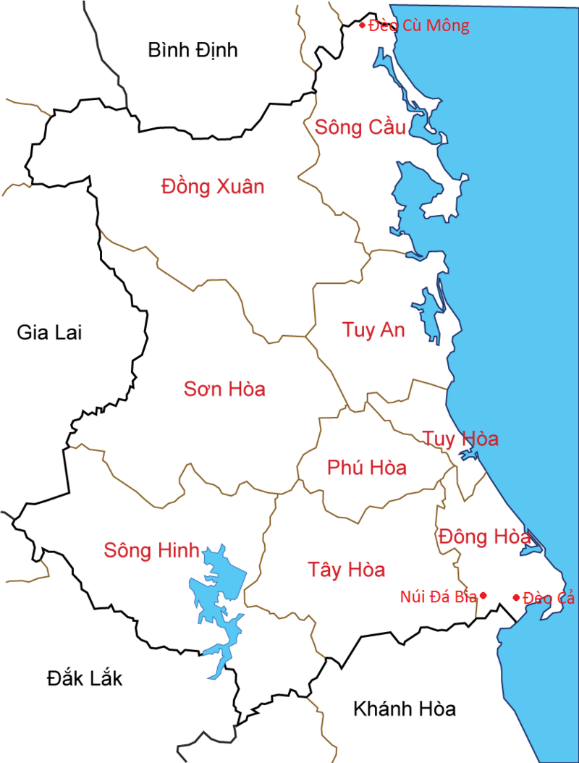 Đèo Cù Mông
Bình Định
Sông Cầu
Đồng Xuân
Gia Lai
Tuy An
Sơn Hòa
Tuy Hòa
Phú Hòa
Đông Hòa
Sông Hinh
Tây Hòa
Núi Đá Bia
Đèo Cả
Đắk Lắk
Khánh Hòa